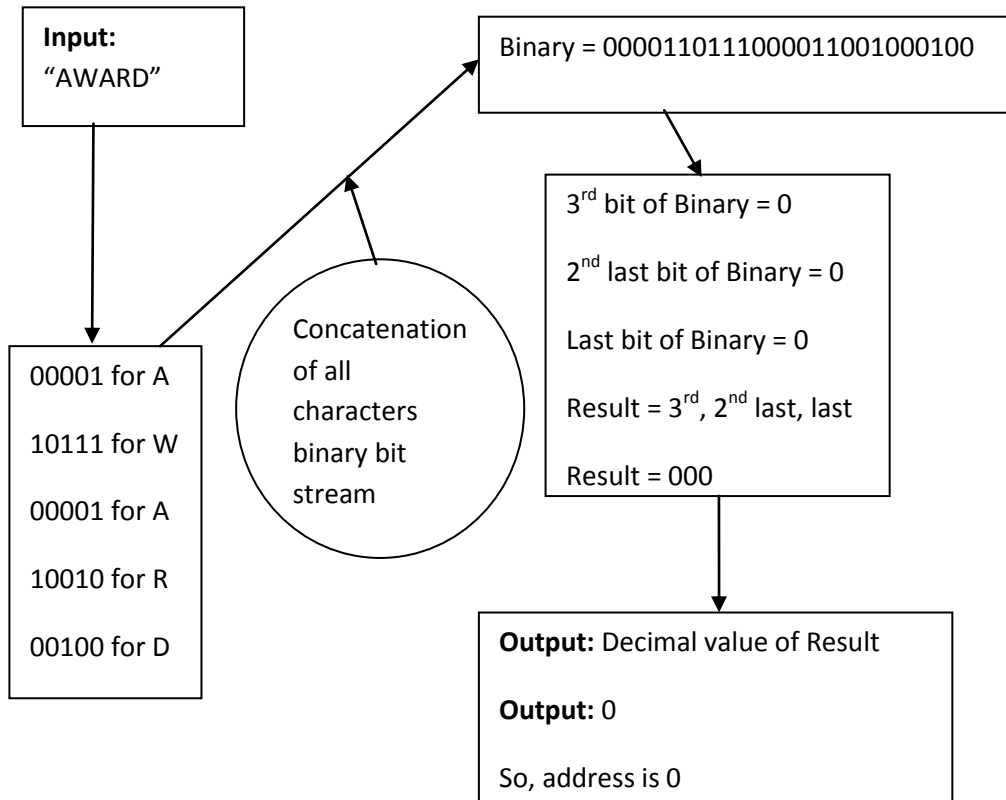 Input:
“AWARD”
00001 for A
10111 for W
00001 for A
10010 for R
00100 for D
Concatenation
of all
characters
binary bit
stream
Binary = 0000110111000011001000100
3rd bit of Binary = 0
2nd last bit of Binary = 0
Last bit of Binary = 0
Result = 3rd, 2nd last, last
Result = 000
Output: Decimal value of Result
Output: 0
So, address is 0